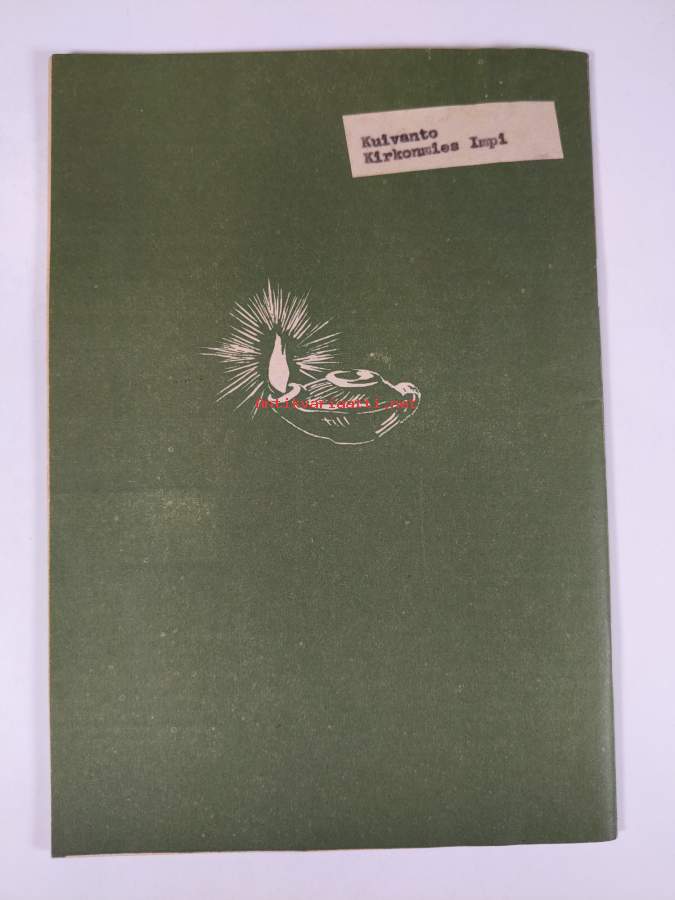 Kuivanto
Kirkonmies Impi
antikvariaatti.net